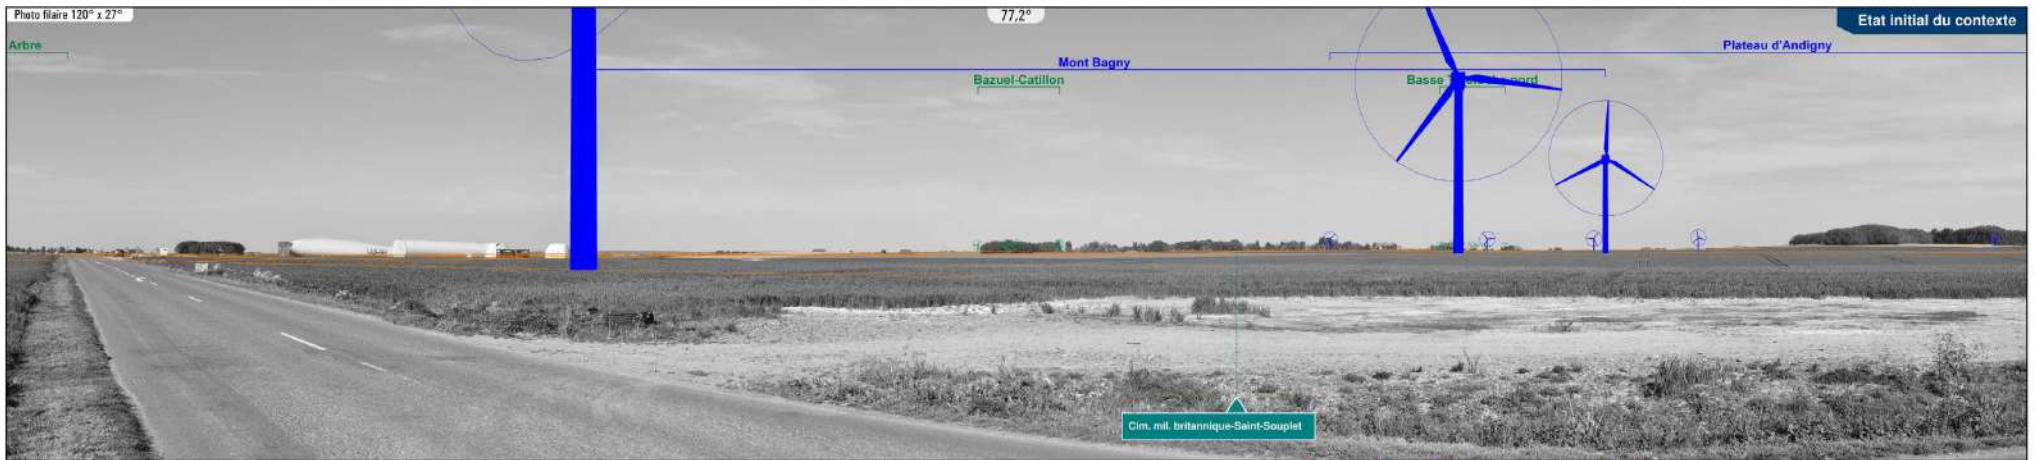 Photo filaire 120° x 27°
77,2°
Etat initial du contexte
Arbre
Plateau d'Andigny
Mont Bagny
Bazuel-Catillon
Basse nord
Cim. mil. britannique-Saint-Souplet